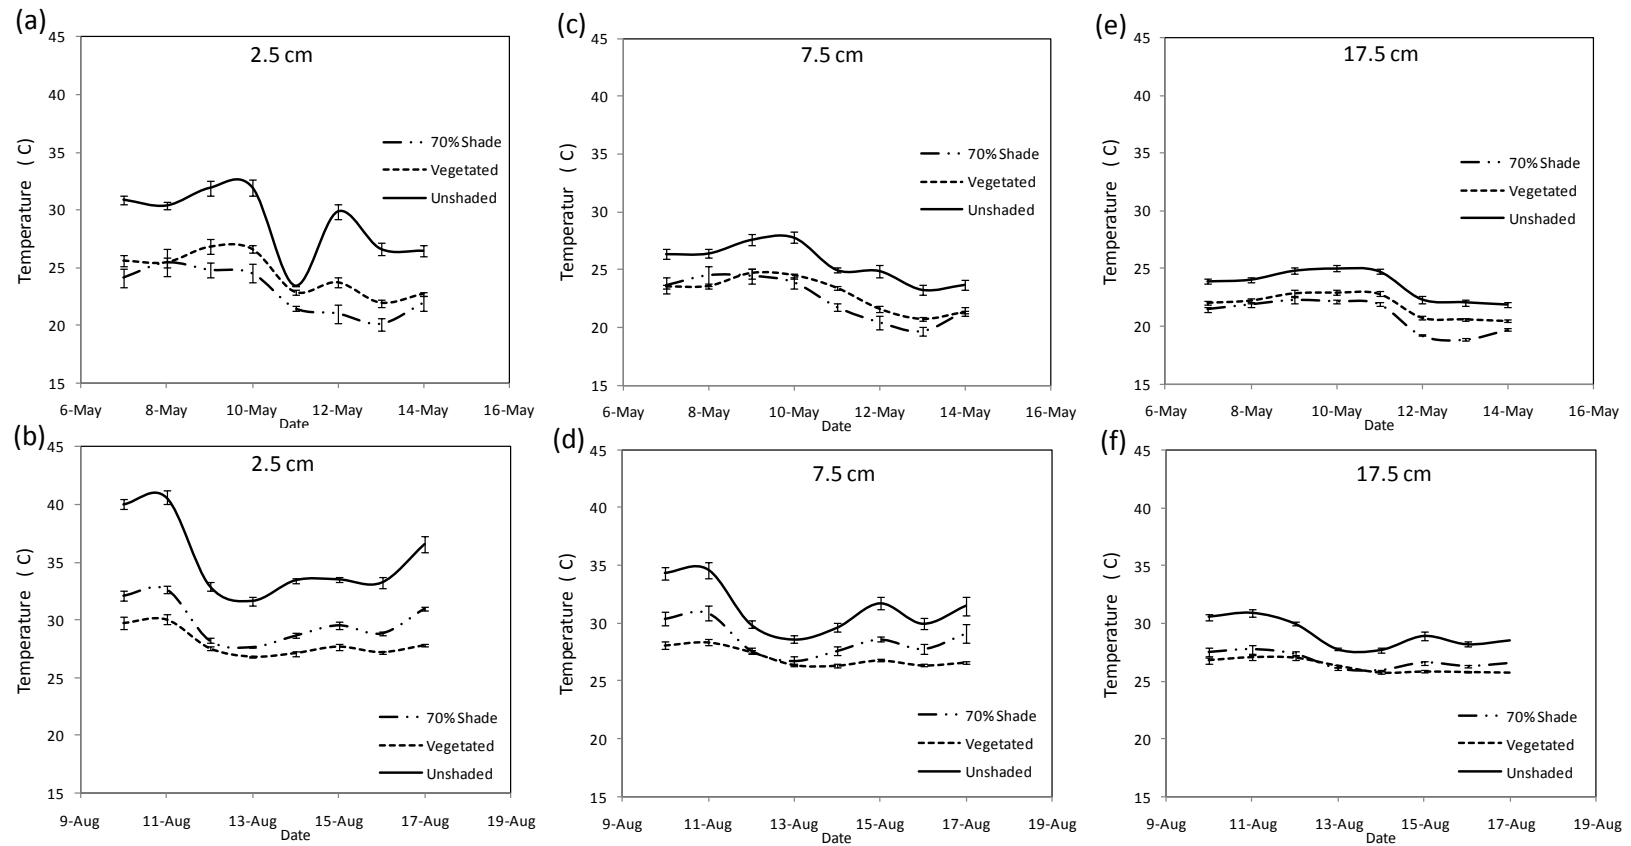 (a)
2.5 cm
Temperature ( C)
45
40
35
30
25
20
15
70% Shade
Vegetated
Unshaded
6-May 8-May 10-May 12-May 14-May 16-May
Date
(c)
7.5 cm
Temperatur ( C)
45
40
35
30
25
20
15
70% Shade
Vegetated
Unshaded
6-May 8-May 10-May 12-May 14-May 16-May
Date
(e)
17.5 cm
Temperature ( C)
45
40
35
30
25
20
15
70% Shade
Vegetated
Unshaded
6-May 8-May 10-May 12-May 14-May 16-May
Date
(b)
2.5 cm
Temperature ( C)
45
40
35
30
25
20
15
70% Shade
Vegetated
Unshaded
9-Aug 11-Aug 13-Aug 15-Aug 17-Aug 19-Aug
Date
(d)
7.5 cm
Temperature ( C)
45
40
35
30
25
20
15
70% Shade
Vegetated
Unshaded
9-Aug 11-Aug 13-Aug 15-Aug 17-Aug 19-Aug
Date
(f)
17.5 cm
Temperature ( C)
45
40
35
30
25
20
15
70% Shade
Vegetated
Unshaded
9-Aug 11-Aug 13-Aug 15-Aug 17-Aug 19-Aug
Date